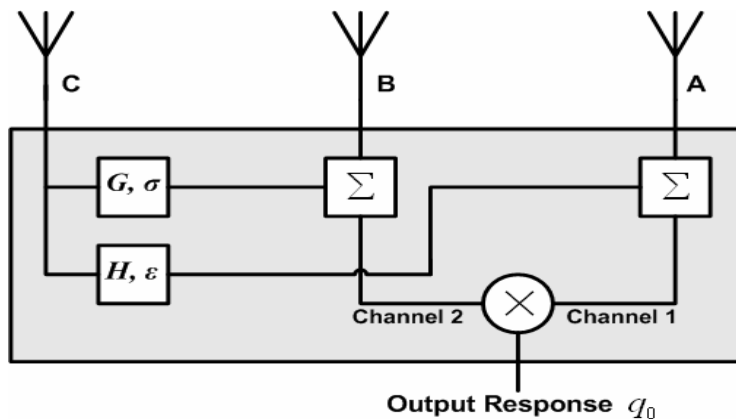 C
B
A
G, σ
Σ
Σ
H, ε
×
Channel 2
Channel 1
Output Response q₀